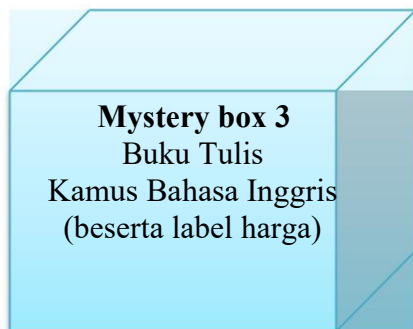 Mystery box 3
Buku Tulis
Kamus Bahasa Inggris
(beserta label harga)